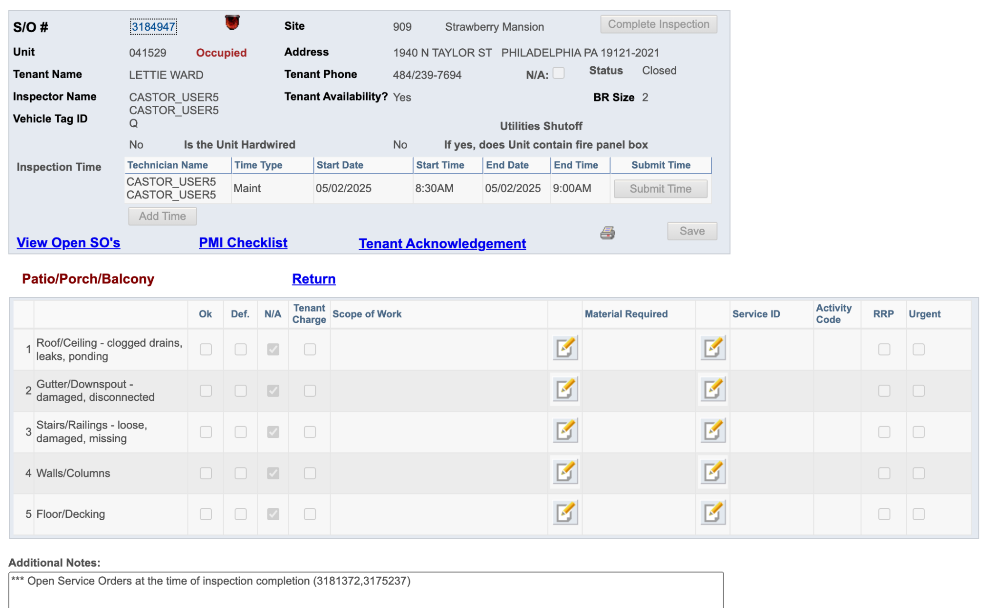 S/O # 3184947 Site 909 Strawberry Mansion Complete Inspection
Unit 041529 Occupied Address 1940 N TAYLOR ST PHILADELPHIA PA 19121-2021
Tenant Name LETTIE WARD Tenant Phone 484/239-7694 N/A: Status Closed
Inspector Name CASTOR_USER5 Tenant Availability? Yes BR Size 2
CASTOR_USER5
Vehicle Tag ID Q
Utilities Shutoff
No Is the Unit Hardwired No If yes, does Unit contain fire panel box
Inspection Time Technician Name Time Type Start Date Start Time End Date End Time Submit Time
CASTOR_USER5
CASTOR_USER5 Maint 05/02/2025 8:30AM 05/02/2025 9:00AM Submit Time
Add Time
Save
View Open SO's PMI Checklist Tenant Acknowledgement
Patio/Porch/Balcony Return
Ok Def. N/A Tenant Charge Scope of Work Material Required Service ID Activity Code RRP Urgent
1 Roof/Ceiling - clogged drains,
leaks, ponding
2 Gutter/Downspout -
damaged, disconnected
3 Stairs/Railings - loose,
damaged, missing
4 Walls/Columns
5 Floor/Decking
Additional Notes:
*** Open Service Orders at the time of inspection completion (3181372,3175237)